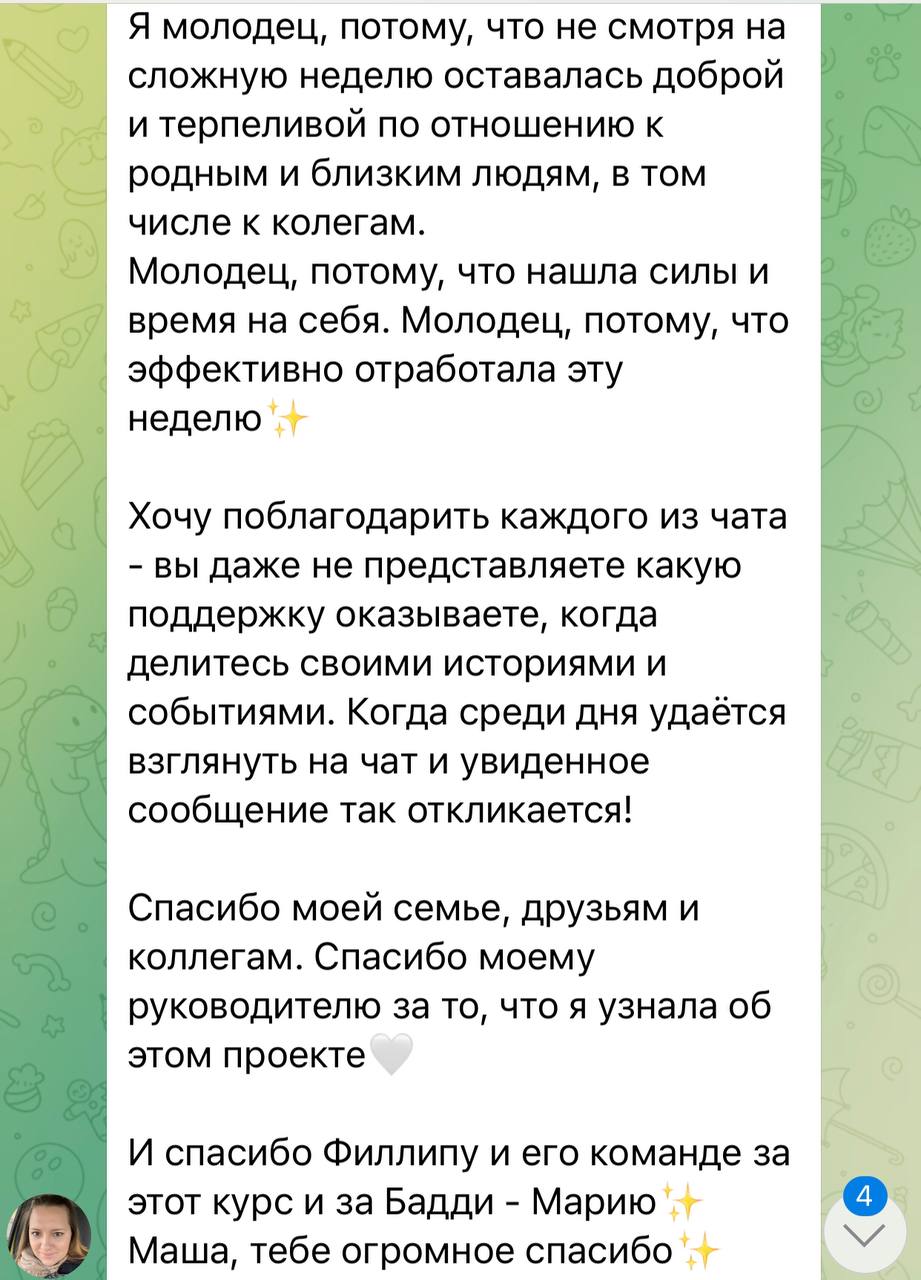 Я молодец, потому, что не смотря на
сложную неделю оставалась доброй
и терпеливой по отношению к
родным и близким людям, в том
числе к колегам.
Молодец, потому, что нашла силы и
время на себя. Молодец, потому, что
эффективно отработала эту
неделю✨
Хочу поблагодарить каждого из чата
- вы даже не представляете какую
поддержку оказываете, когда
делитесь своими историями и
событиями. Когда среди дня удаётся
взглянуть на чат и увиденное
сообщение так откликается!
Спасибо моей семье, друзьям и
коллегам. Спасибо моему
руководителю за то, что я узнала об
этом проекте🤍
И спасибо Филлипу и его команде за
этот курс и за Бадди - Марию✨
Маша, тебе огромное спасибо✨
4